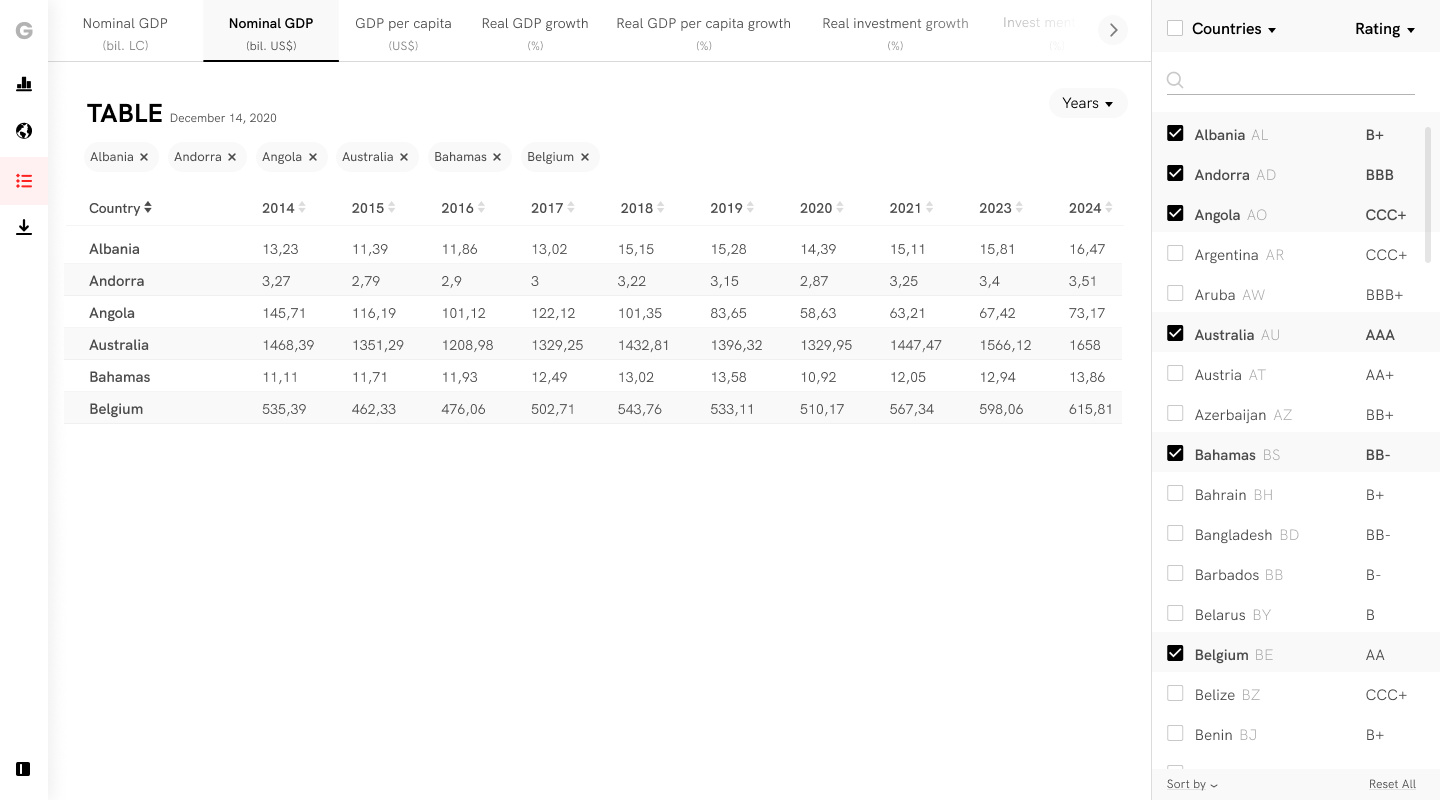 G
Nominal GDP
(bil. LC)
Nominal GDP
(bil. US$)
GDP per capita
(US$)
Real GDP growth
(%)
Real GDP per capita growth
(%)
Real investment growth
(%)
Invest men
(%)
TABLE December 14, 2020
Years
Albania Andorra Angola Australia Bahamas Belgium
Country 2014 2015 2016 2017 2018 2019 2020 2021 2023 2024
Albania 13,23 11,39 11,86 13,02 15,15 15,28 14,39 15,11 15,81 16,47
Andorra 3,27 2,79 2,9 3 3,22 3,15 2,87 3,25 3,4 3,51
Angola 145,71 116,19 101,12 122,12 101,35 83,65 58,63 63,21 67,42 73,17
Australia 1468,39 1351,29 1208,98 1329,25 1432,81 1396,32 1329,95 1447,47 1566,12 1658
Bahamas 11,11 11,71 11,93 12,49 13,02 13,58 10,92 12,05 12,94 13,86
Belgium 535,39 462,33 476,06 502,71 543,76 533,11 510,17 567,34 598,06 615,81
Countries Rating
Albania AL B+
Andorra AD BBB
Angola AO CCC+
Argentina AR CCC+
Aruba AW BBB+
Australia AU AAA
Austria AT AA+
Azerbaijan AZ BB+
Bahamas BS BB-
Bahrain BH B+
Bangladesh BD BB-
Barbados BB B-
Belarus BY B
Belgium BE AA
Belize BZ CCC+
Benin BJ B+
Sort by Reset All